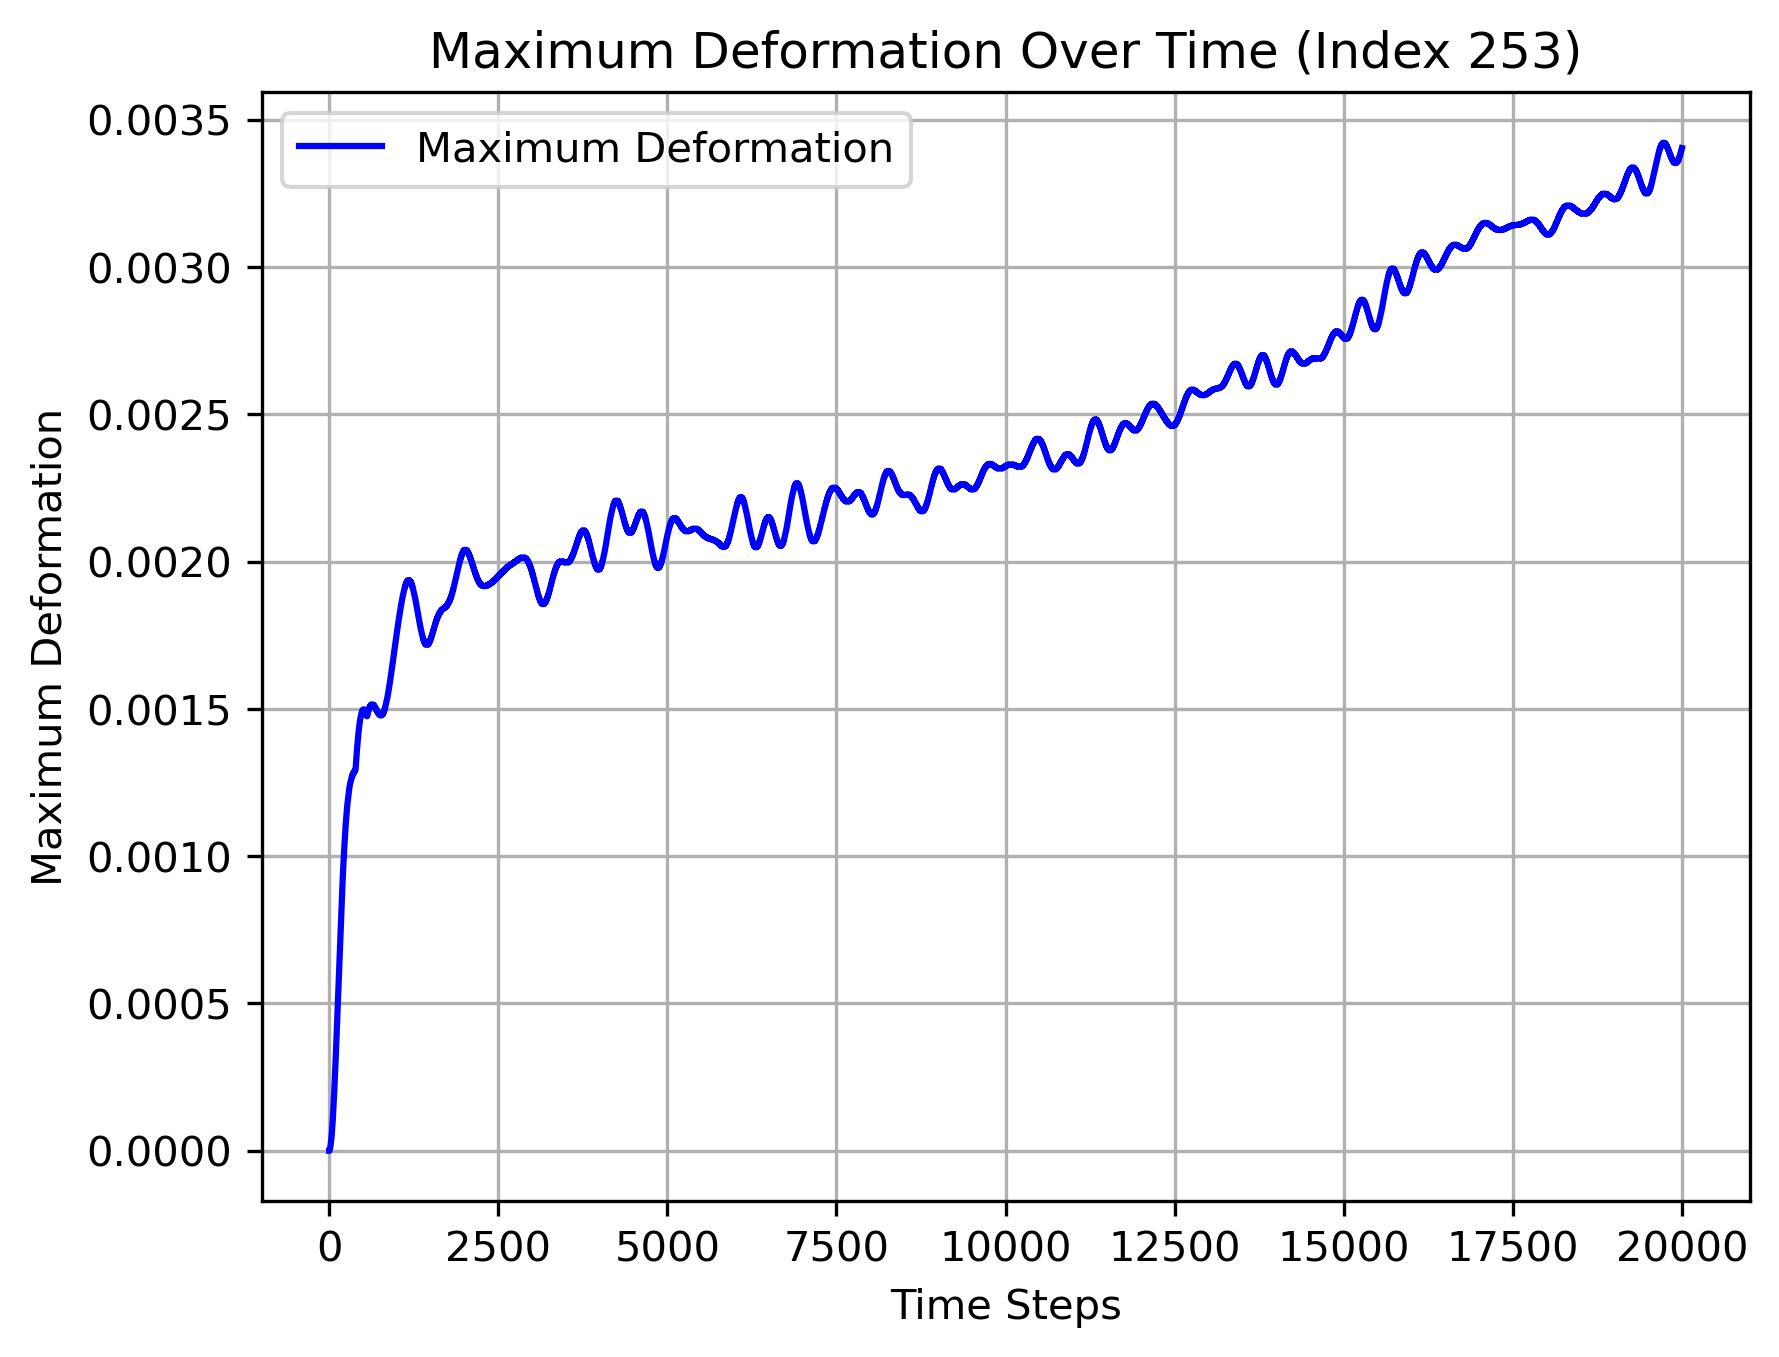 Maximum Deformation Over Time (Index 253)
Maximum Deformation
Maximum Deformation
0.0035
0.0030
0.0025
0.0020
0.0015
0.0010
0.0005
0.0000
0 2500 5000 7500 10000 12500 15000 17500 20000
Time Steps